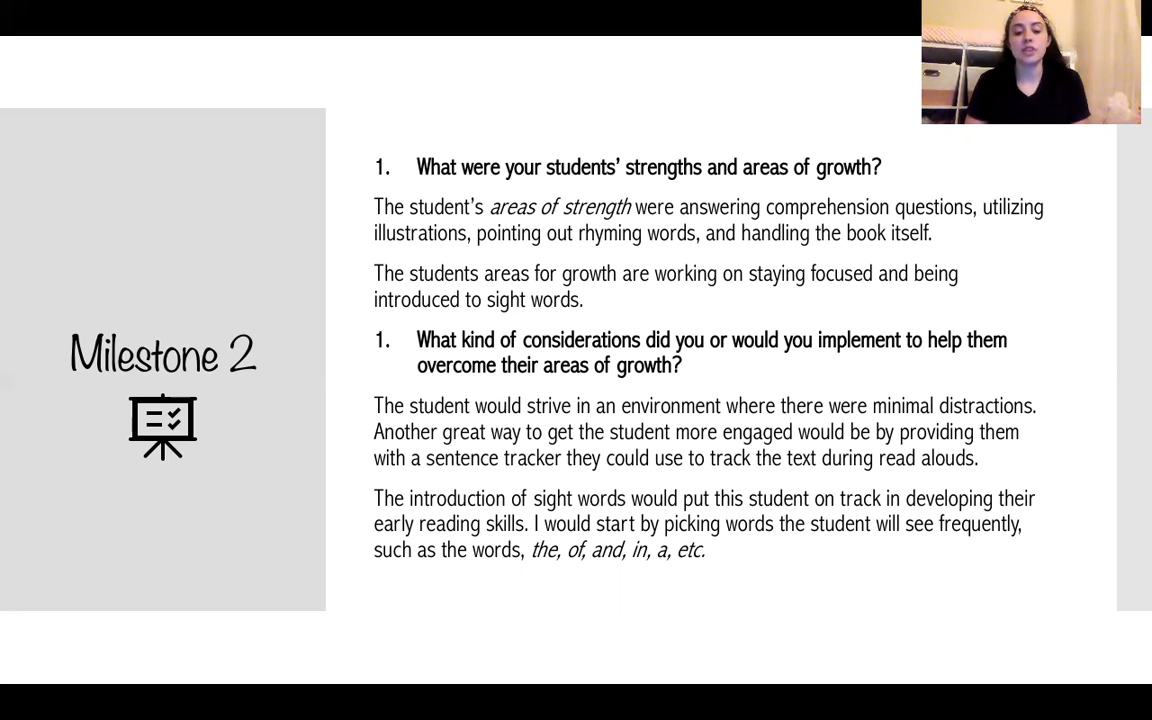 Milestone 2
1. What were your students' strengths and areas of growth?
The student's areas of strength were answering comprehension questions, utilizing
illustrations, pointing out rhyming words, and handling the book itself.
The students areas for growth are working on staying focused and being
introduced to sight words.
1. What kind of considerations did you or would you implement to help them
overcome their areas of growth?
The student would strive in an environment where there were minimal distractions.
Another great way to get the student more engaged would be by providing them
with a sentence tracker they could use to track the text during read alouds.
The introduction of sight words would put this student on track in developing their
early reading skills. I would start by picking words the student will see frequently,
such as the words, the, of, and, in, a, etc.